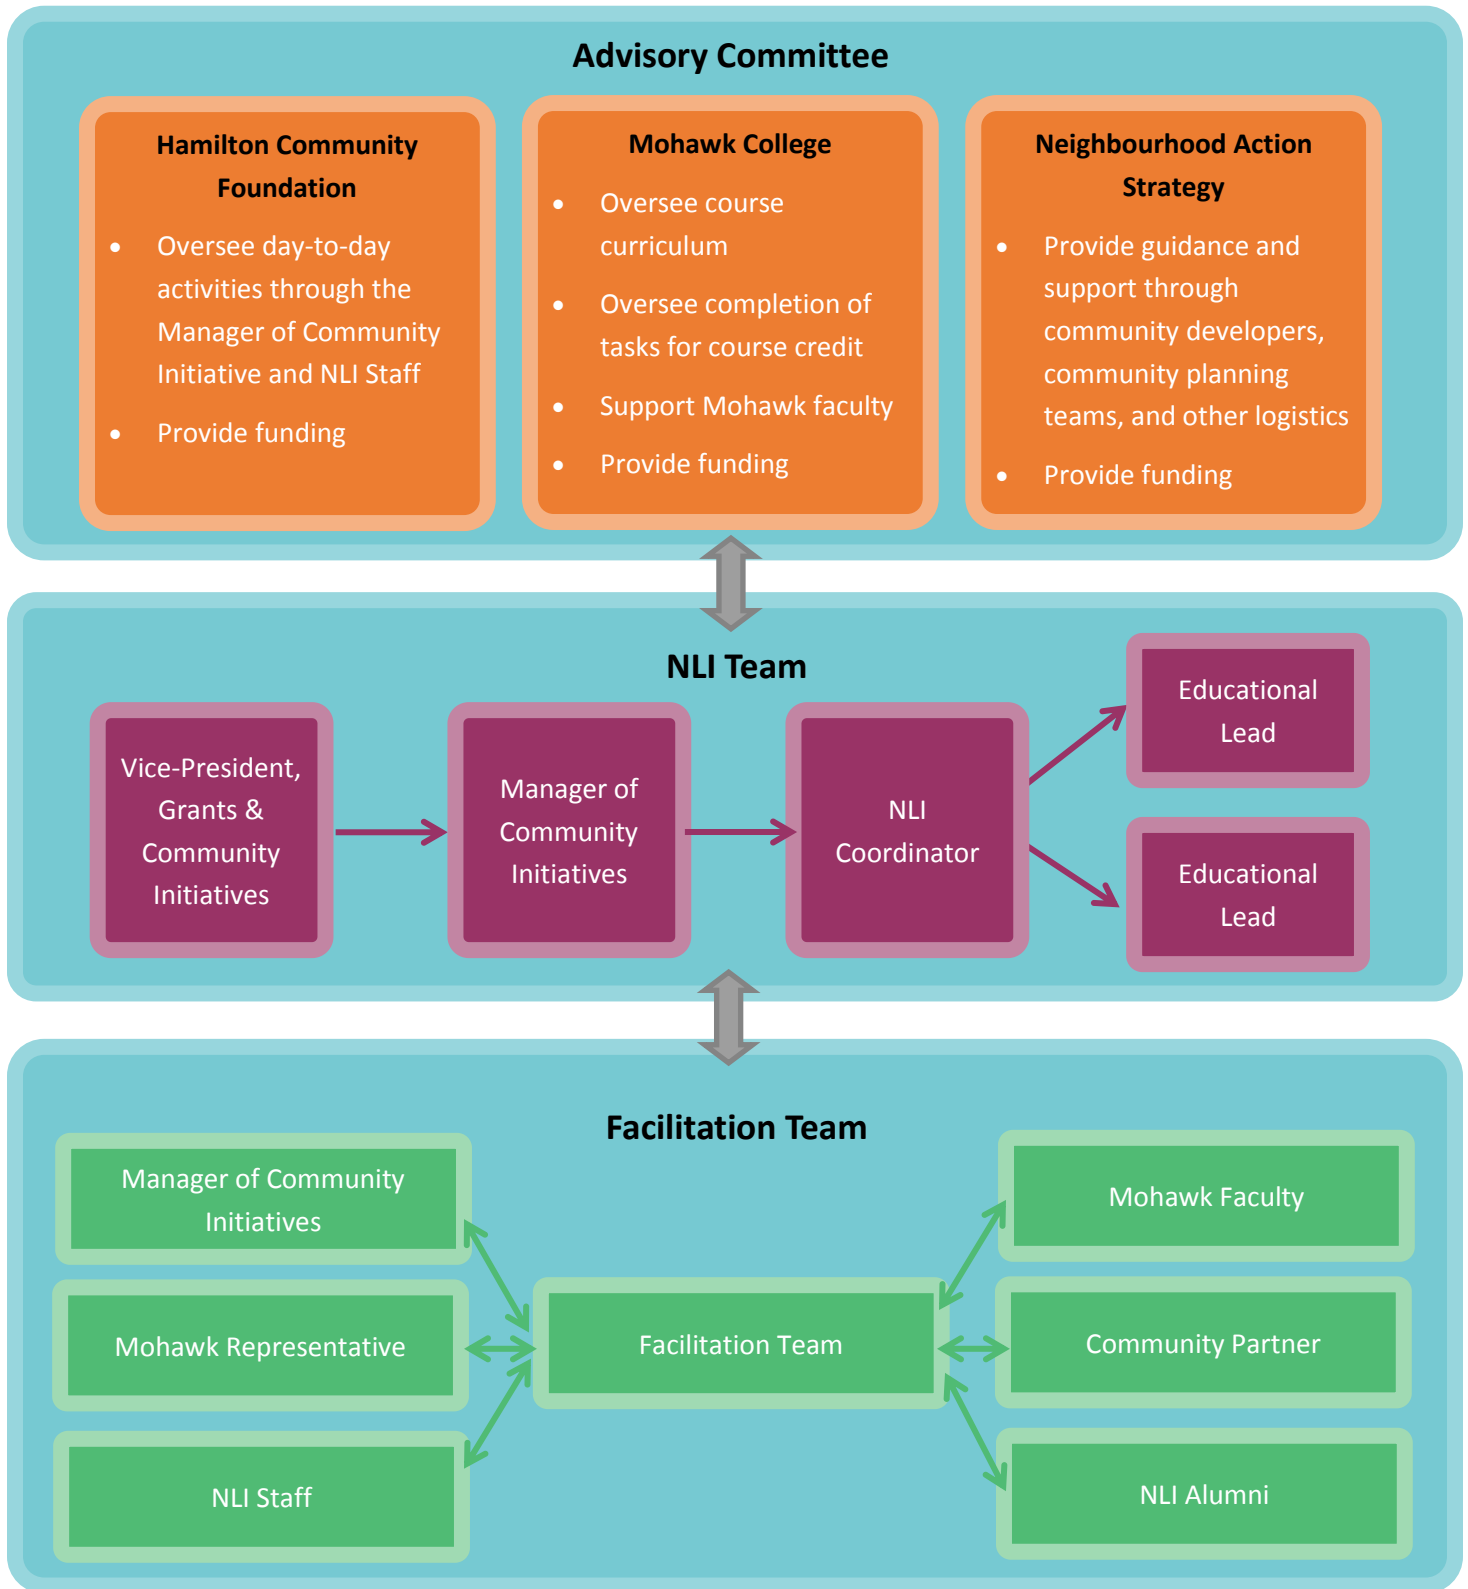 Advisory Committee
Hamilton Community
Foundation
• Oversee day-to-day
activities through the
Manager of Community
Initiative and NLI Staff
• Provide funding
Mohawk College
• Oversee course
curriculum
• Oversee completion of
tasks for course credit
• Support Mohawk faculty
• Provide funding
Neighbourhood Action
Strategy
• Provide guidance and
support through
community developers,
community planning
teams, and other logistics
• Provide funding
NLI Team
Vice-President,
Grants &
Community
Initiatives
Manager of
Community
Initiatives
NLI
Coordinator
Educational
Lead
Educational
Lead
Facilitation Team
Manager of Community
Initiatives
Mohawk Representative
NLI Staff
Facilitation Team
Mohawk Faculty
Community Partner
NLI Alumni